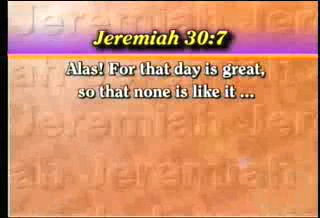 Jeremiah 30:7
Alas! For that day is great,
so that none is like it ...